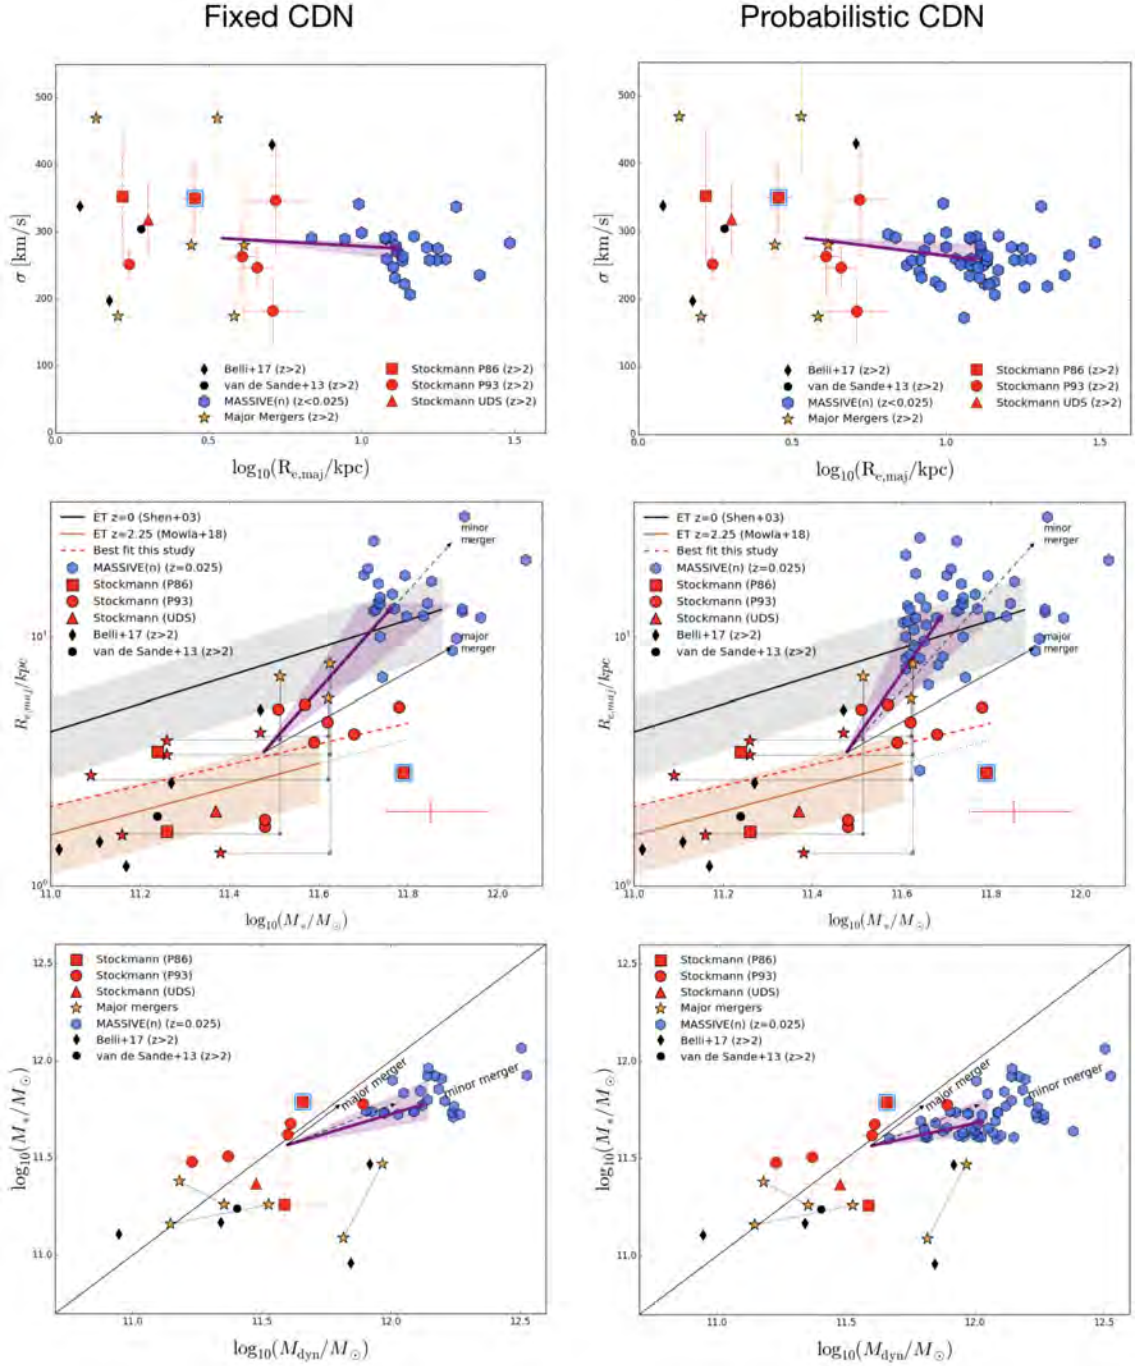 Fixed CDN
Probabilistic CDN
500
400
300
200
100
0
σ [km/s]
Belli+17 (z>2)
van de Sande+13 (z>2)
MASSIVE(n) (z<0.025)
Major Mergers (z>2)
Stockmann P86 (z>2)
Stockmann P93 (z>2)
Stockmann UDS (z>2)
0.0 0.5 1.0 1.5
log10(Re,maj/kpc)
500
400
300
200
100
0
σ [km/s]
Belli+17 (z>2)
van de Sande+13 (z>2)
MASSIVE(n) (z<0.025)
Major Mergers (z>2)
Stockmann P86 (z>2)
Stockmann P93 (z>2)
Stockmann UDS (z>2)
0.0 0.5 1.0 1.5
log10(Re,maj/kpc)
ET z=0 (Shen+03)
ET z=2.25 (Mowla+18)
Best fit this study
MASSIVE(n) (z=0.025)
Stockmann (P86)
Stockmann (P93)
Stockmann (UDS)
Belli+17 (z>2)
van de Sande+13 (z>2)
minor
merger
major
merger
10^1
10^0
Re,maj/kpc
11.0 11.2 11.4 11.6 11.8 12.0
log10(M*/M⊙)
ET z=0 (Shen+03)
ET z=2.25 (Mowla+18)
Best fit this study
MASSIVE(n) (z=0.025)
Stockmann (P86)
Stockmann (P93)
Stockmann (UDS)
Belli+17 (z>2)
van de Sande+13 (z>2)
minor
merger
major
merger
10^1
10^0
Re,maj/kpc
11.0 11.2 11.4 11.6 11.8 12.0
log10(M*/M⊙)
12.5
12.0
11.5
11.0
log10(M*/M⊙)
Stockmann (P86)
Stockmann (P93)
Stockmann (UDS)
Major mergers
MASSIVE(n) (z=0.025)
Belli+17 (z>2)
van de Sande+13 (z>2)
major merger
minor merger
11.0 11.5 12.0 12.5
log10(Mdyn/M⊙)
12.5
12.0
11.5
11.0
log10(M*/M⊙)
Stockmann (P86)
Stockmann (P93)
Stockmann (UDS)
Major mergers
MASSIVE(n) (z=0.025)
Belli+17 (z>2)
van de Sande+13 (z>2)
major merger
minor merger
11.0 11.5 12.0 12.5
log10(Mdyn/M⊙)